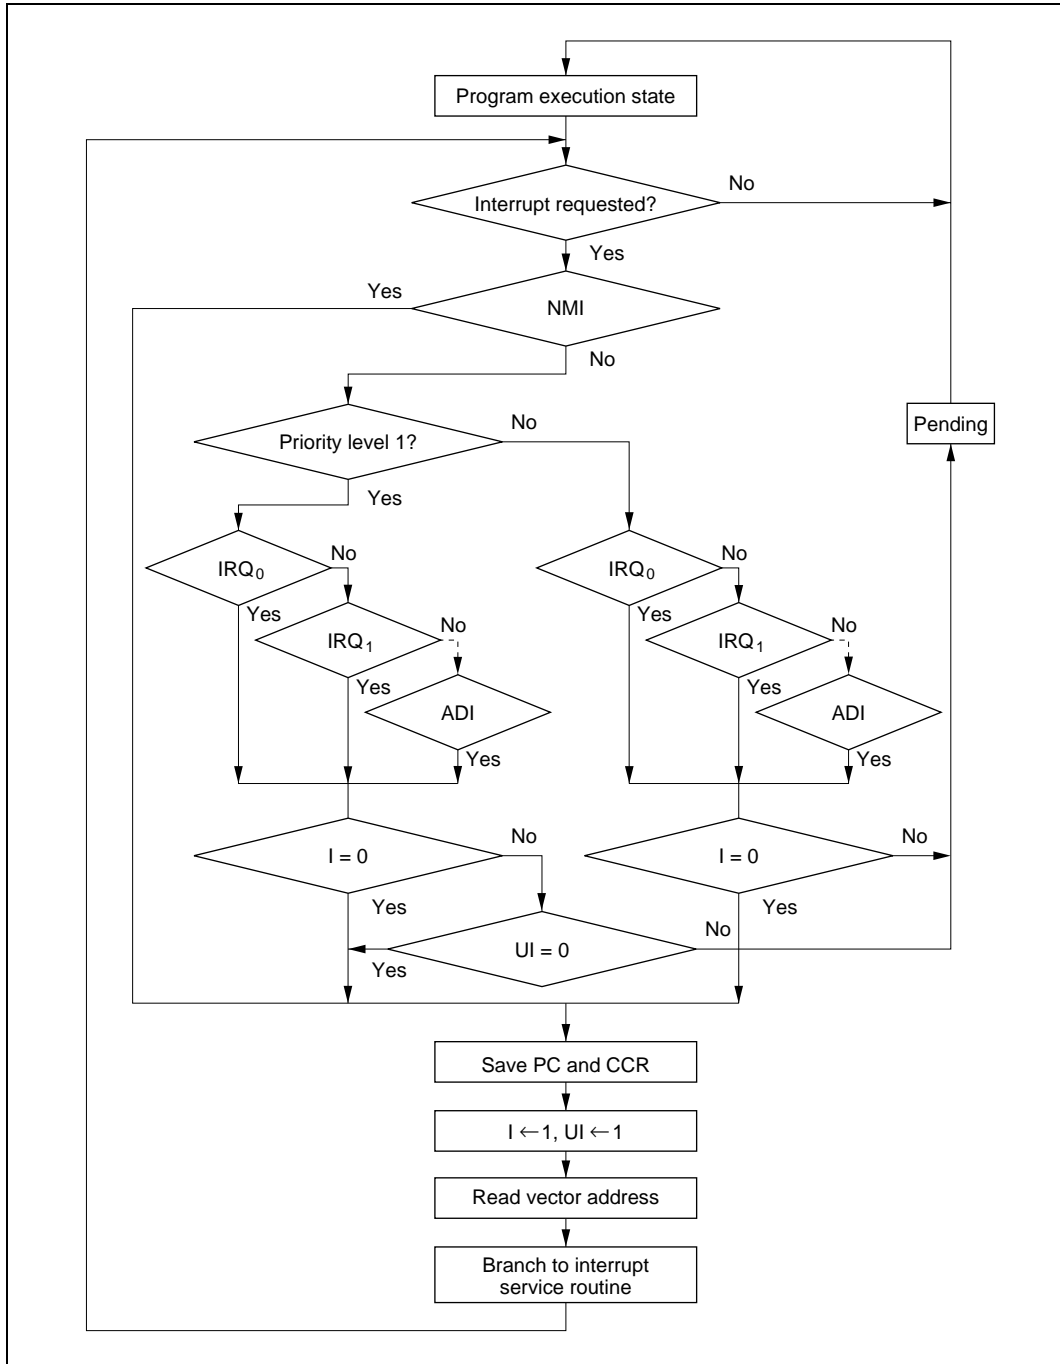 Program execution state
Interrupt requested?
No
Yes
Yes
NMI
No
Pending
Priority level 1?
No
Yes
IRQ0
No
Yes
IRQ1
No
Yes
ADI
Yes
IRQ0
No
Yes
IRQ1
No
Yes
ADI
Yes
I = 0
No
Yes
I = 0
No
Yes
UI = 0
Yes
No
Save PC and CCR
I ← 1, UI ← 1
Read vector address
Branch to interrupt
service routine